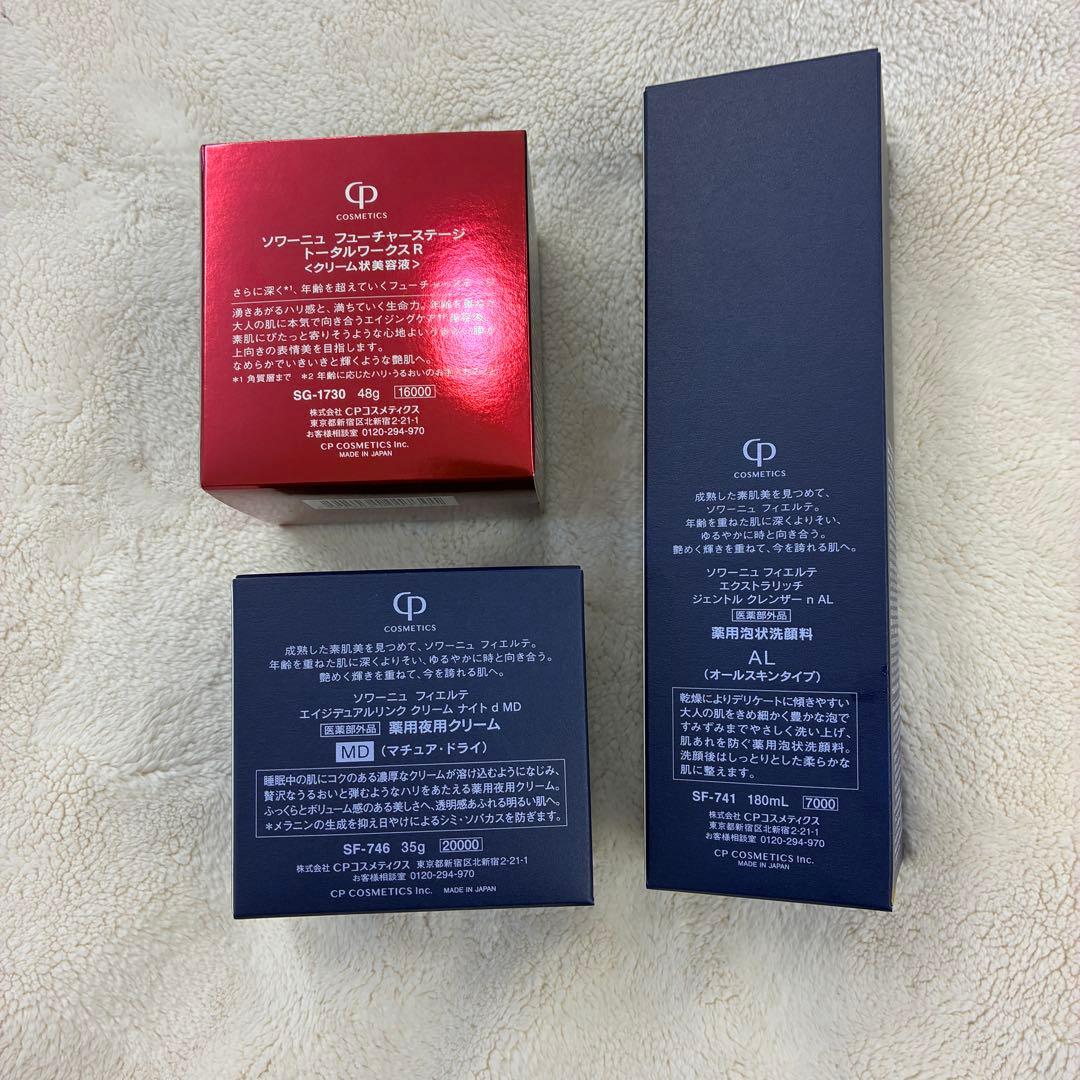 CP
COSMETICS
ソワーニュ フューチャーステージ
トータルワークスR
<クリーム状美容液>
さらに深く*1、年齢を超えていくフューチャー
湧きあがるハリ感と、満ちていく生命力。年齢を重ねた
大人の肌に本気で向き合うエイジングケア*2美容液。
素肌にぴたっと寄りそうような心地よい
上向きの表情美を目指します。
なめらかでいきいきと輝くような艶肌へ。
*1 角質層まで *2 年齢に応じたハリ・うるおいのお手
SG-1730 48g 16000
株式会社 CPコスメティクス
東京都新宿区北新宿2-21-1
お客様相談室 0120-294-970
CP COSMETICS Inc.
MADE IN JAPAN
CP
COSMETICS
成熟した素肌美を見つめて、ソワーニュ フィエルテ。
年齢を重ねた肌に深くよりそい、ゆるやかに時と向き合う。
艶めく輝きを重ねて、今を誇れる肌へ。
ソワーニュ フィエルテ
エイジデュアルリンク クリーム ナイト d MD
医薬部外品 薬用夜用クリーム
MD (マチュア・ドライ)
睡眠中の肌にコクのある濃厚なクリームが溶け込むようになじみ、
贅沢なうるおいと弾むようなハリをあたえる薬用夜用クリーム。
ふっくらとボリューム感のある美しさへ、透明感あふれる明るい肌へ。
*メラニンの生成を抑え日やけによるシミ・ソバカスを防ぎます。
SF-746 35g 20000
株式会社 CPコスメティクス 東京都新宿区北新宿2-21-1
お客様相談室 0120-294-970
CP COSMETICS Inc. MADE IN JAPAN
CP
COSMETICS
成熟した素肌美を見つめて、
ソワーニュ フィエルテ。
年齢を重ねた肌に深くよりそい、
ゆるやかに時と向き合う。
艶めく輝きを重ねて、今を誇れる肌へ。
ソワーニュ フィエルテ
エクストラリッチ
ジェントル クレンザー n AL
医薬部外品
薬用泡状洗顔料
AL
(オールスキンタイプ)
乾燥によりデリケートに傾きやすい
大人の肌をきめ細かく豊かな泡で
すみずみまでやさしく洗い上げ、
肌あれを防ぐ薬用泡状洗顔料。
洗顔後はしっとりとした柔らかな
肌に整えます。
SF-741 180mL 7000
株式会社 CPコスメティクス
東京都新宿区北新宿2-21-1
お客様相談室 0120-294-970
CP COSMETICS Inc.
MADE IN JAPAN